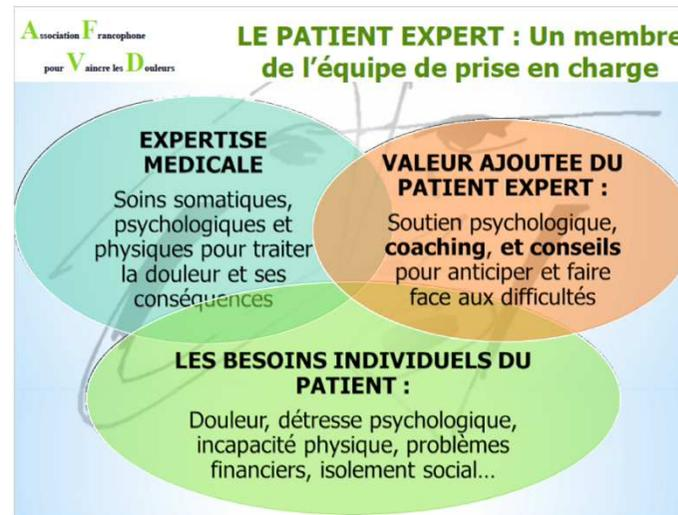 Association Francophone
pour Vaincre les Douleurs
LE PATIENT EXPERT : Un membre
de l'équipe de prise en charge
EXPERTISE
MEDICALE
Soins somatiques,
psychologiques et
physiques pour traiter
la douleur et ses
conséquences
VALEUR AJOUTEE DU
PATIENT EXPERT :
Soutien psychologique,
coaching, et conseils
pour anticiper et faire
face aux difficultés
LES BESOINS INDIVIDUELS DU
PATIENT :
Douleur, détresse psychologique,
incapacité physique, problèmes
financiers, isolement social...